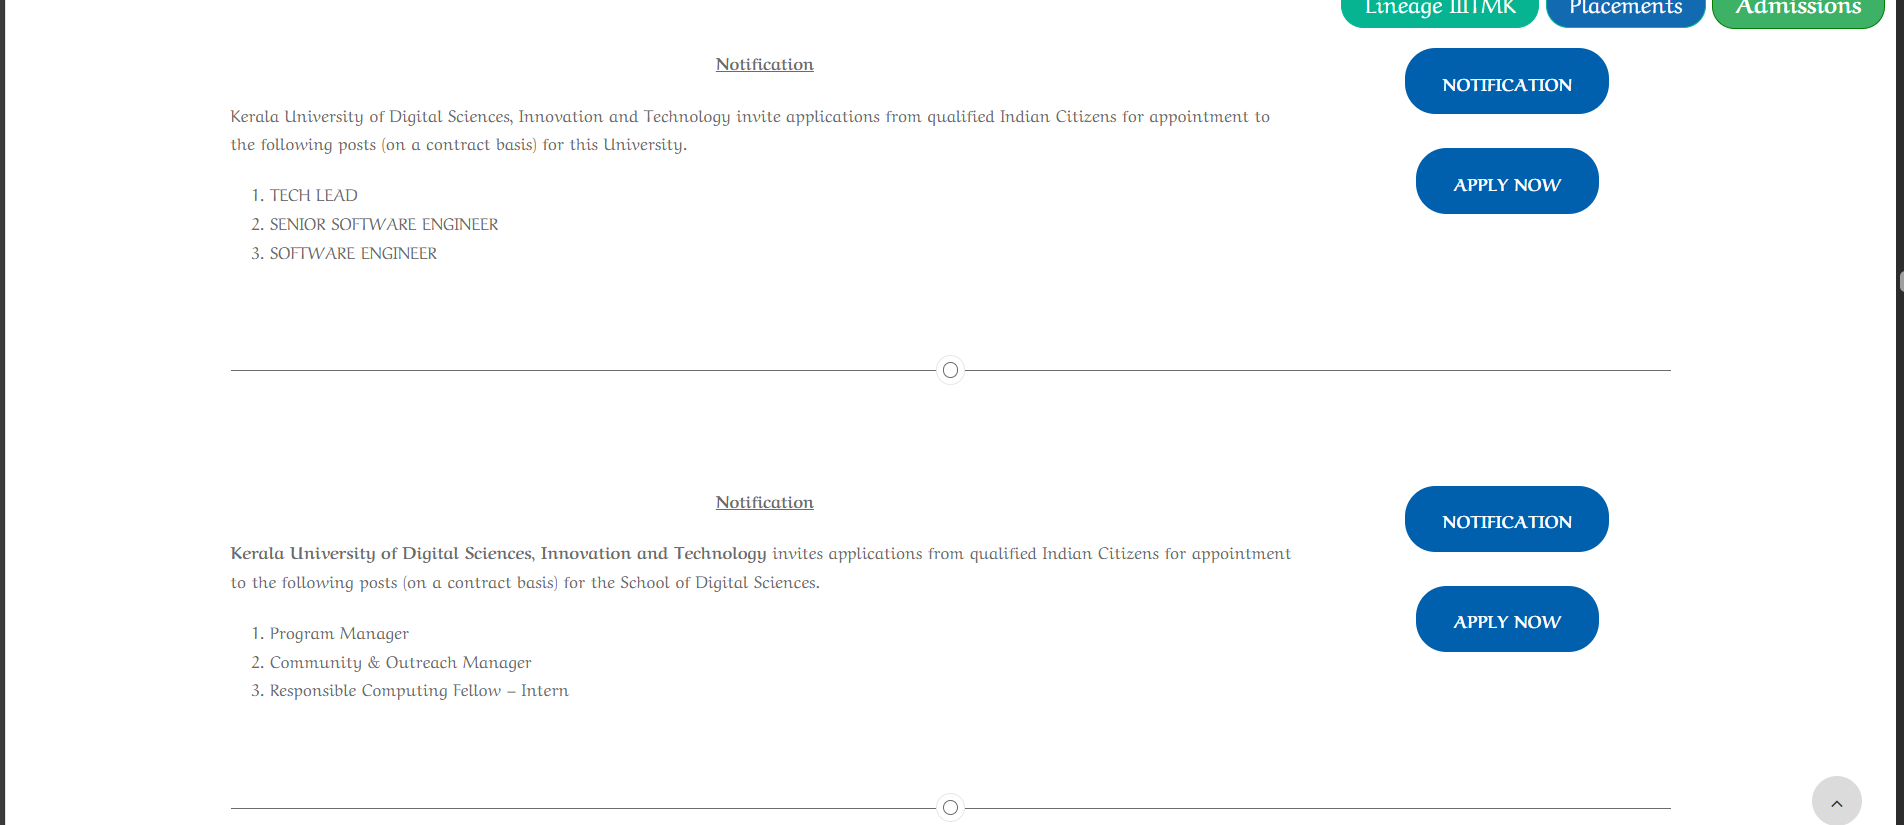 Lineage IIITMK Placements Admissions
Notification
NOTIFICATION
Kerala University of Digital Sciences, Innovation and Technology invite applications from qualified Indian Citizens for appointment to
the following posts (on a contract basis) for this University.
APPLY NOW
1. TECH LEAD
2. SENIOR SOFTWARE ENGINEER
3. SOFTWARE ENGINEER
Notification
NOTIFICATION
Kerala University of Digital Sciences, Innovation and Technology invites applications from qualified Indian Citizens for appointment
to the following posts (on a contract basis) for the School of Digital Sciences.
APPLY NOW
1. Program Manager
2. Community & Outreach Manager
3. Responsible Computing Fellow – Intern